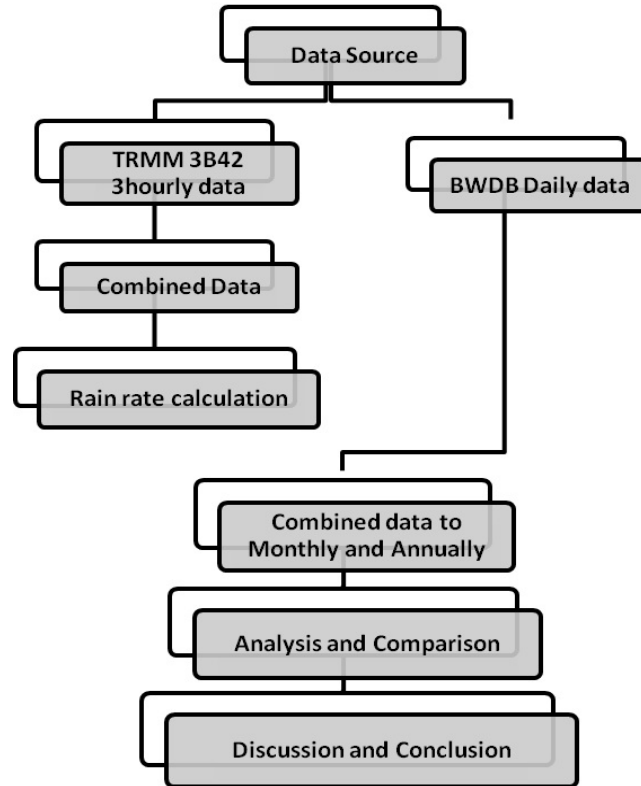 Data Source
TRMM 3B42
3hourly data
BWDB Daily data
Combined Data
Rain rate calculation
Combined data to
Monthly and Annually
Analysis and Comparison
Discussion and Conclusion